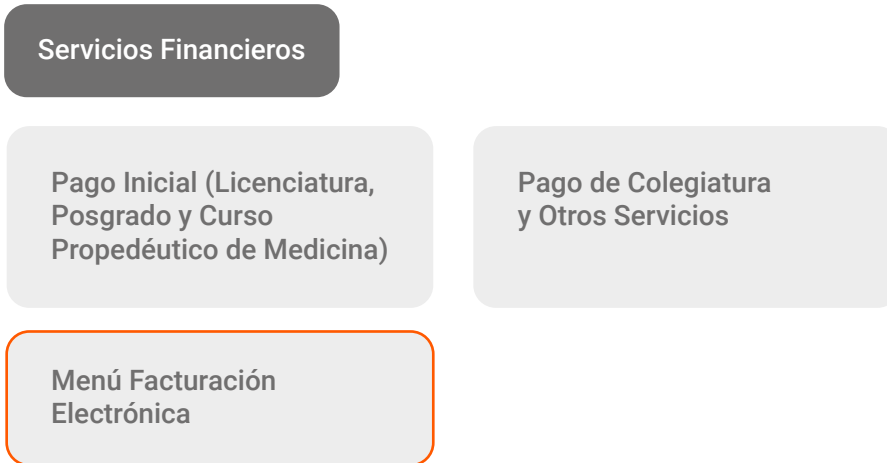 Servicios Financieros
Pago Inicial (Licenciatura,
Posgrado y Curso
Propedéutico de Medicina)
Pago de Colegiatura
y Otros Servicios
Menú Facturación
Electrónica